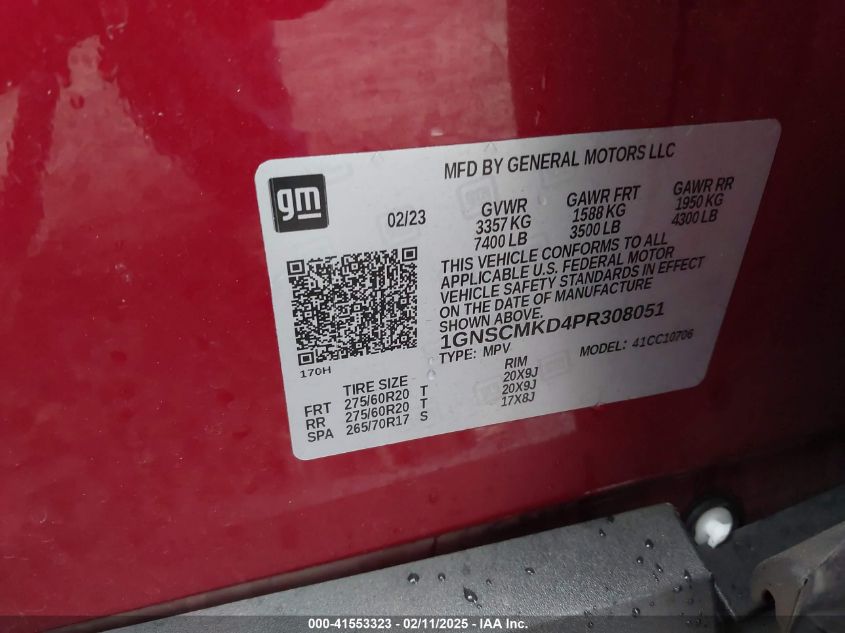 MFD BY GENERAL MOTORS LLC
gm
02/23
GVWR
3357 KG
7400 LB
GAWR FRT
1588 KG
3500 LB
GAWR RR
1950 KG
4300 LB
THIS VEHICLE CONFORMS TO ALL
APPLICABLE U.S. FEDERAL MOTOR
VEHICLE SAFETY STANDARDS IN EFFECT
ON THE DATE OF MANUFACTURE
SHOWN ABOVE.
1GNSCMKD4PR308051
TYPE: MPV
MODEL: 41CC10706
170H
TIRE SIZE RIM
FRT 275/60R20 T 20X9J
RR 275/60R20 T 20X9J
SPA 265/70R17 S 17X8J
000-41553323 - 02/11/2025 - IAA Inc.